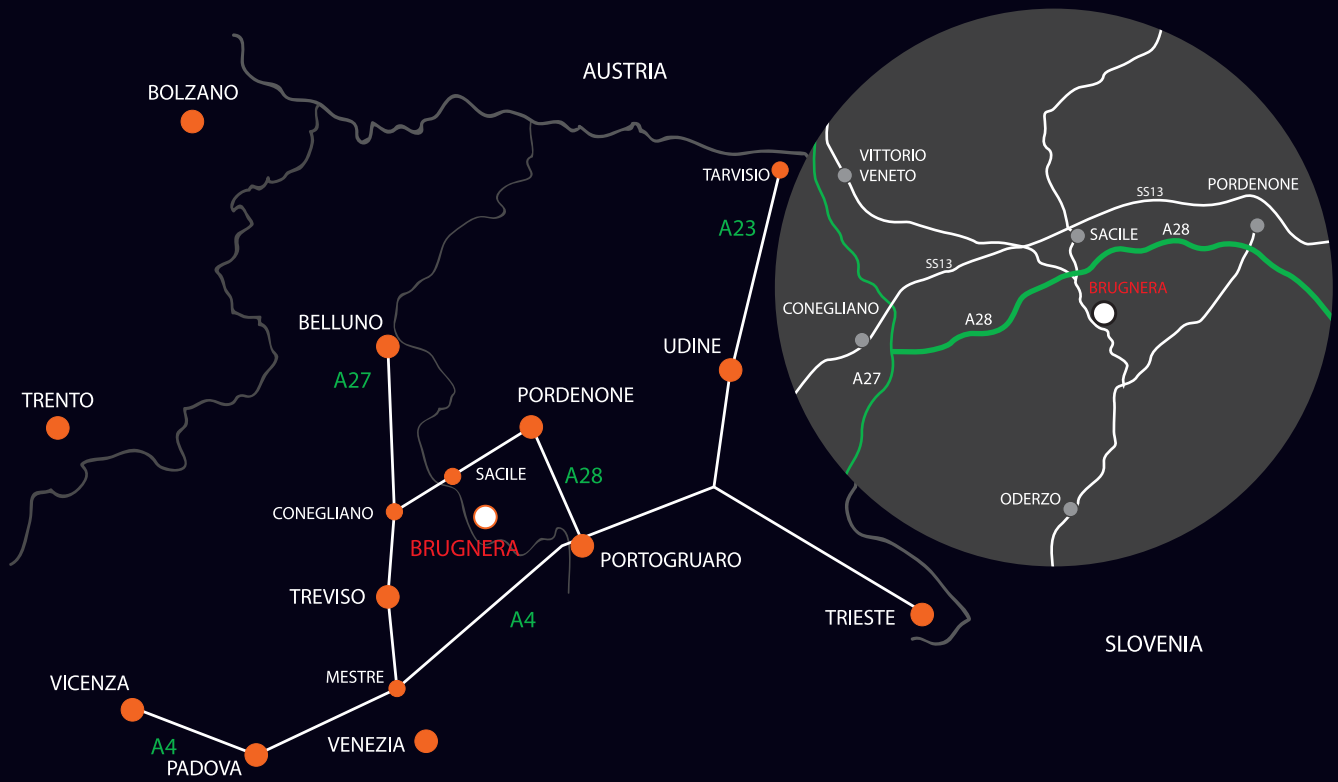 AUSTRIA
BOLZANO
TARVISIO
A23
BELLUNO
A27
UDINE
TRENTO
PORDENONE
SACILE
A28
CONEGLIANO
BRUGNERA
PORTOGRUARO
TREVISO
A4
TRIESTE
SLOVENIA
MESTRE
VICENZA
VENEZIA
A4
PADOVA
VITTORIO
VENETO
SS13
PORDENONE
SACILE
A28
SS13
BRUGNERA
CONEGLIANO
A28
A27
ODERZO